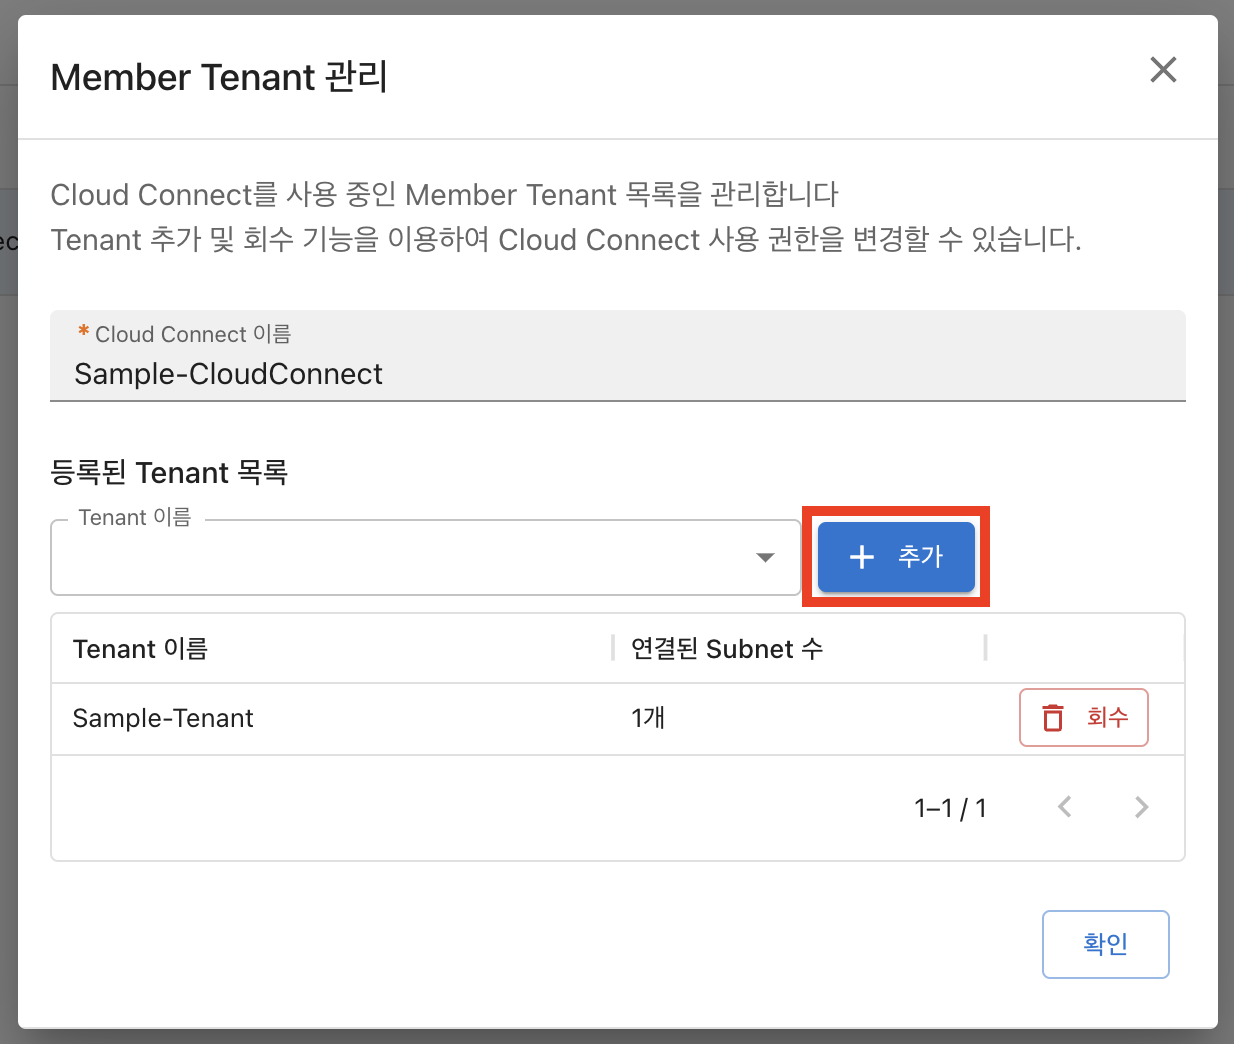 Member Tenant 관리
Cloud Connect를 사용 중인 Member Tenant 목록을 관리합니다
Tenant 추가 및 회수 기능을 이용하여 Cloud Connect 사용 권한을 변경할 수 있습니다.
ec
* Cloud Connect 이름
Sample-CloudConnect
등록된 Tenant 목록
Tenant 이름
+ 추가
Tenant 이름 연결된 Subnet 수
Sample-Tenant 1개 회수
1–1 / 1
확인